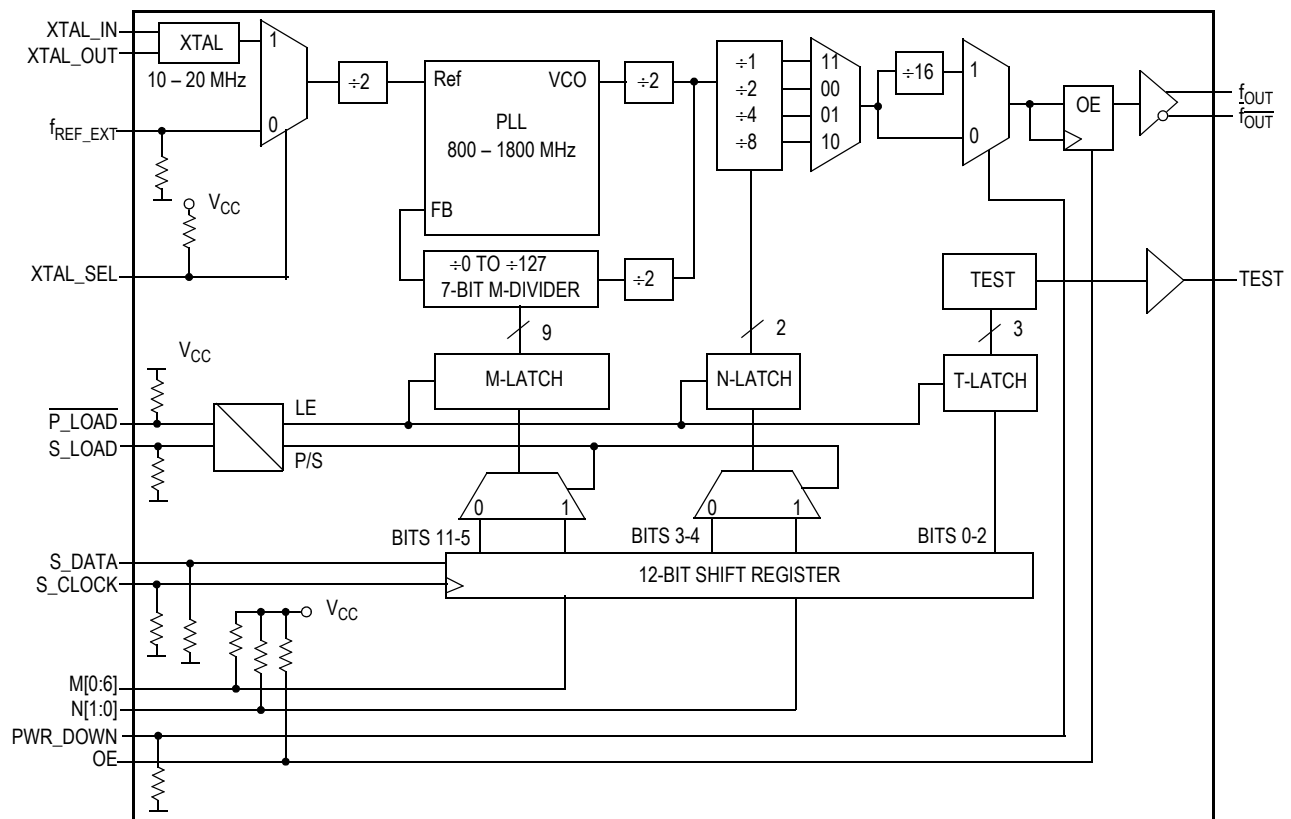 XTAL_IN
XTAL_OUT
XTAL
10 – 20 MHz
1
0
fREF_EXT
VCC
XTAL_SEL
÷2
Ref
VCO
PLL
800 – 1800 MHz
FB
÷2
÷0 TO ÷127
7-BIT M-DIVIDER
÷2
÷1
÷2
÷4
÷8
11
00
01
10
÷16
1
0
OE
fOUT
fOUT
TEST
TEST
9
2
3
VCC
M-LATCH
N-LATCH
T-LATCH
P_LOAD
S_LOAD
LE
P/S
0
1
0
1
BITS 11-5
BITS 3-4
BITS 0-2
S_DATA
S_CLOCK
12-BIT SHIFT REGISTER
VCC
M[0:6]
N[1:0]
PWR_DOWN
OE